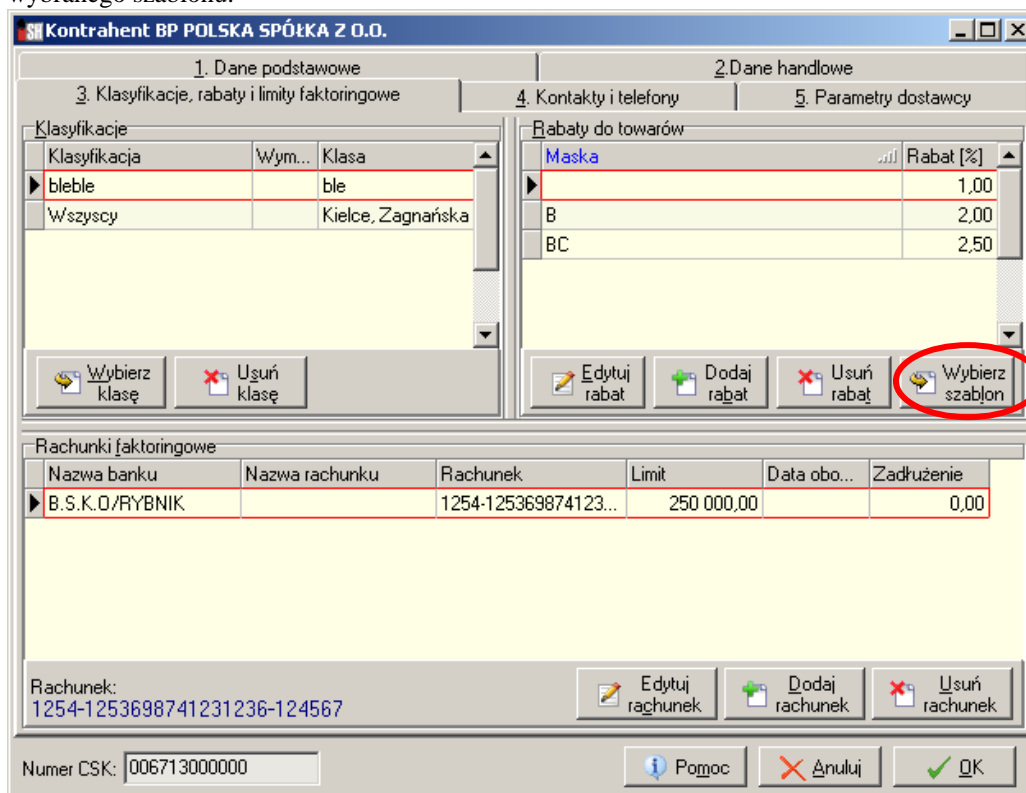 wybranego szablonu.
SH Kontrahent BP POLSKA SPÓŁKA Z O.O.
1. Dane podstawowe 2.Dane handlowe
3. Klasyfikacje, rabaty i limity faktoringowe 4. Kontakty i telefony 5. Parametry dostawcy
Klasyfikacje
Klasyfikacja Wym... Klasa
bleble ble
Wszyscy Kielce, Zagnańska
Wybierz klasę Usuń klasę
Rabaty do towarów
Maska Rabat [%]
1,00
B 2,00
BC 2,50
Edytuj rabat Dodaj rabat Usuń rabat Wybierz szablon
Rachunki faktoringowe
Nazwa banku Nazwa rachunku Rachunek Limit Data obo... Zadłużenie
B.S.K.O/RYBNIK 1254-125369874123... 250 000,00 0,00
Rachunek:
1254-1253698741231236-124567
Edytuj rachunek Dodaj rachunek Usuń rachunek
Numer CSK: 006713000000 Pomoc Anuluj OK